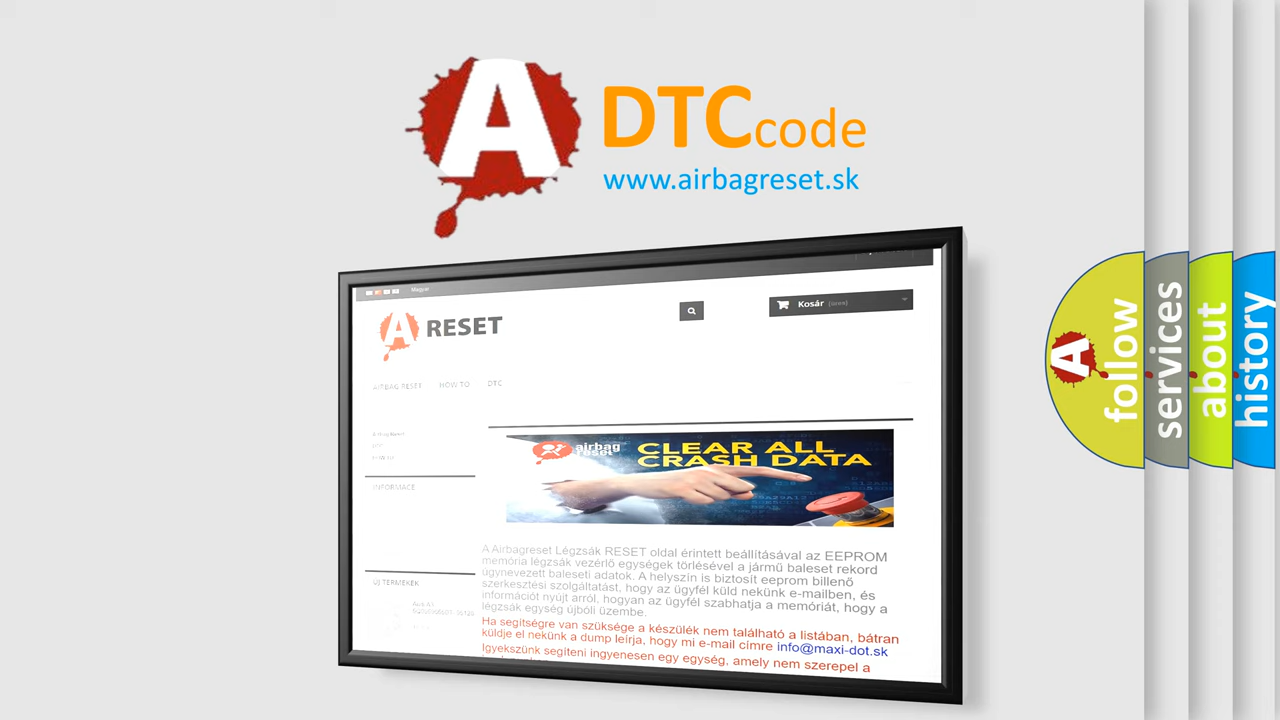 A DTC code
www.airbagreset.sk
Magyar
A RESET
Kosár
AIRBAG RESET HOW TO DTC
INFORMACE
airbag
reset
CLEAR ALL
CRASH DATA
A Airbagreset Légzsák RESET oldal érintett beállításával az EEPROM
memória légzsák vezérlő egységek törlésével a jármű baleset rekord
úgynevezett baleseti adatok. A helyszín is biztosít eeprom billenő
szerkesztési szolgáltatást, hogy az ügyfél küld nekünk e-mailben, és
információt nyújt arról, hogyan az ügyfél szabhatja a memóriát, hogy a
légzsák egység újbóli üzembe.
Ha segítségre van szüksége a készülék nem található a listában, bátran
küldje el nekünk a dump leírja, hogy mi e-mail címre info@maxi-dot.sk
Igyekszünk segíteni ingyenesen egy egység, amely nem szerepel a
ÚJ TERMÉKEK
A follow
services
about
history